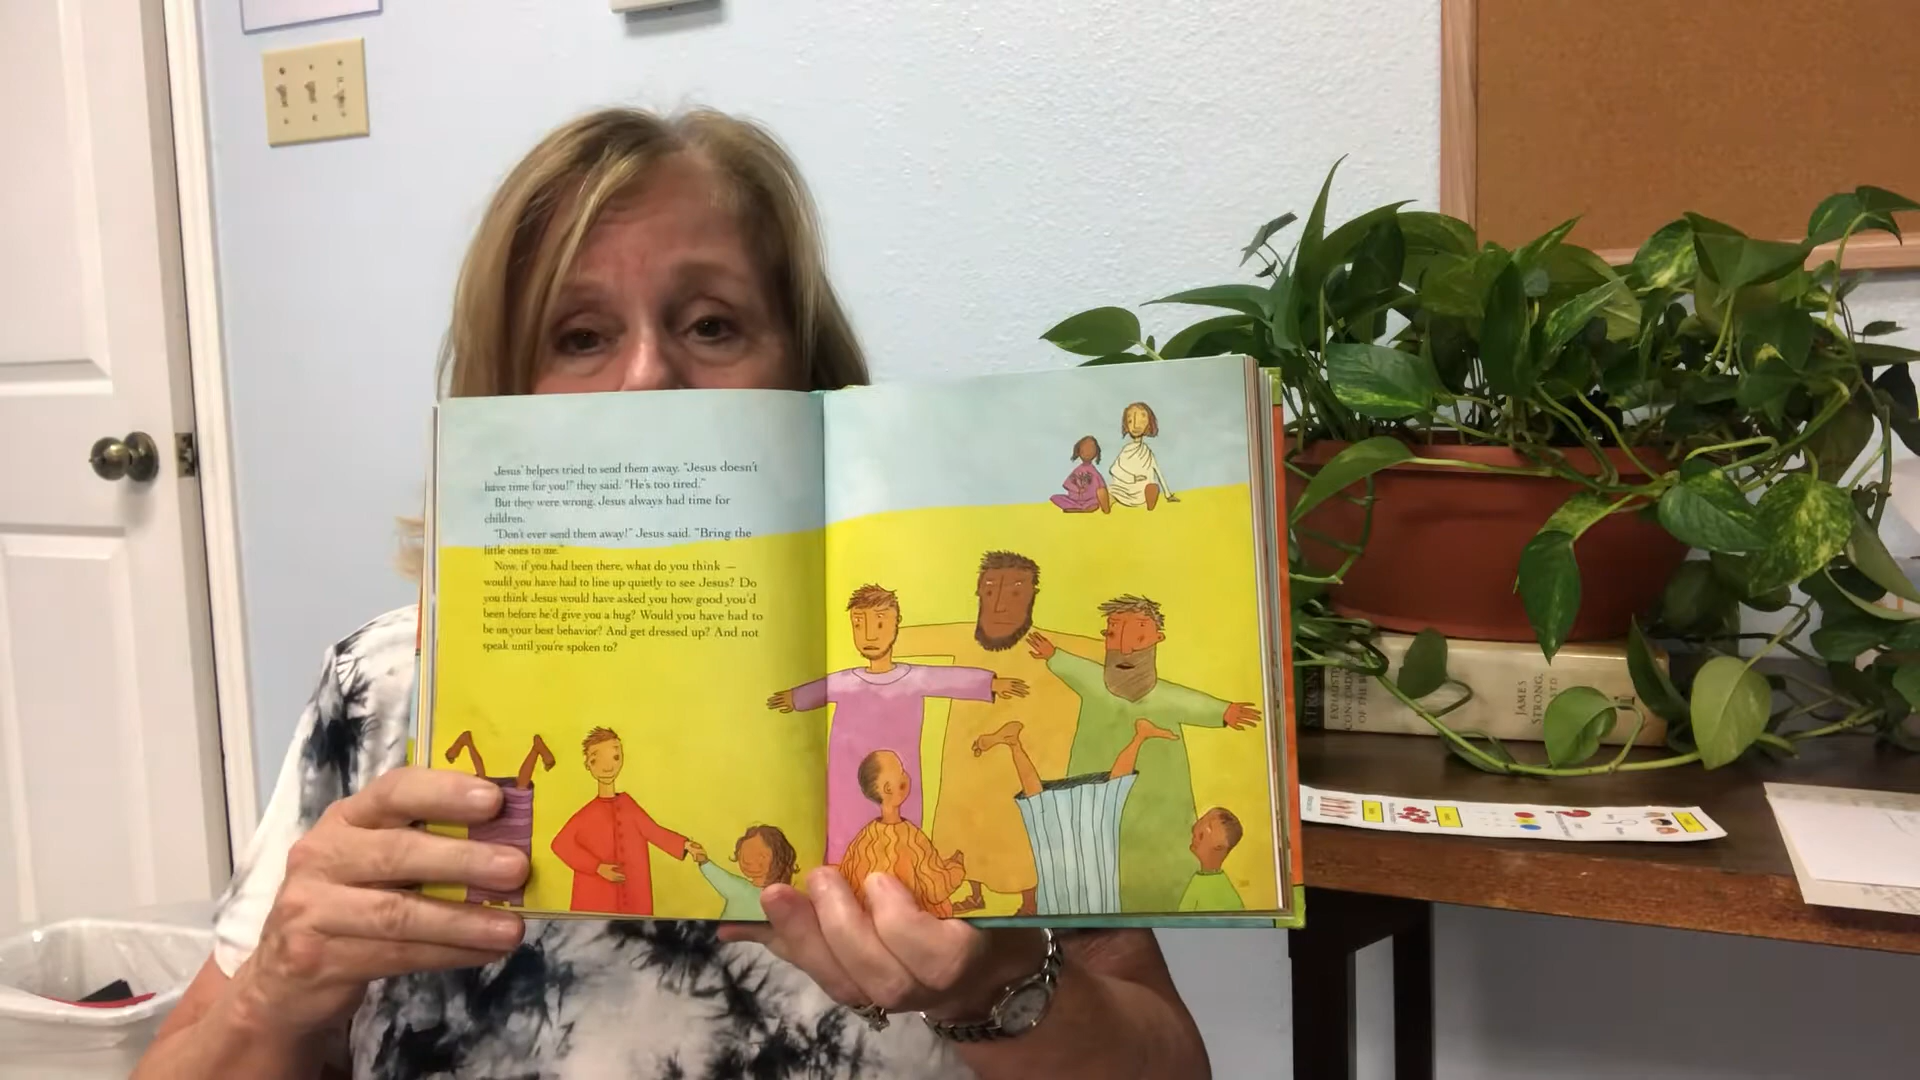 Jesus' helpers tried to send them away. "Jesus doesn't
have time for you!" they said. "He's too tired."
But they were wrong. Jesus always had time for
children.
"Don't ever send them away!" Jesus said. "Bring the
little ones to me."
Now, if you had been there, what do you think —
would you have had to line up quietly to see Jesus? Do
you think Jesus would have asked you how good you'd
been before he'd give you a hug? Would you have had to
be on your best behavior? And get dressed up? And not
speak until you're spoken to?
STRONG'S
EXHAUSTIVE
CONCORDANCE
OF THE
JAMES
STRONG,